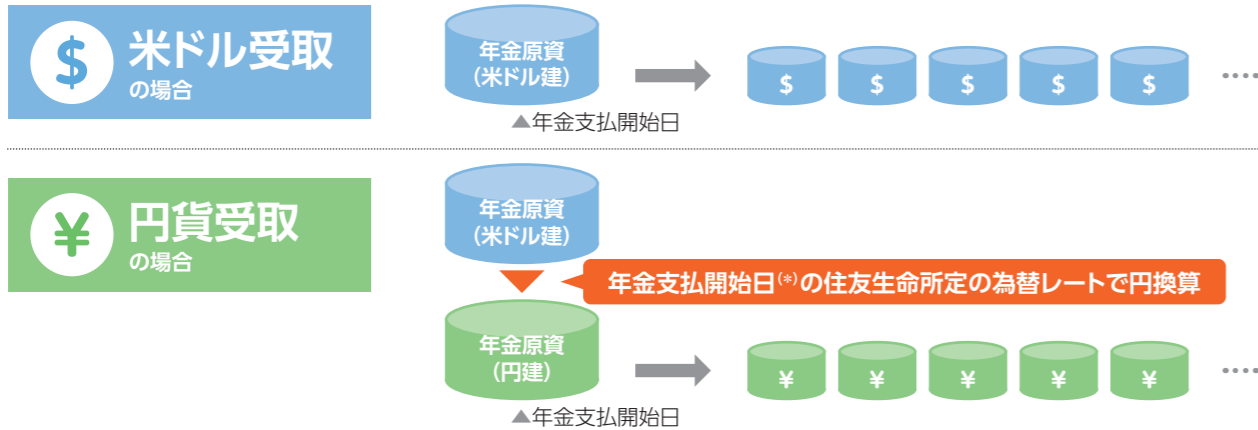 $
米ドル受取
の場合
年金原資
(米ドル建)
$ $ $ $ $ ‥‥
▲年金支払開始日
¥
円貨受取
の場合
年金原資
(米ドル建)
年金支払開始日(*)の住友生命所定の為替レートで円換算
年金原資
(円建)
¥ ¥ ¥ ¥ ¥ ‥‥
▲年金支払開始日